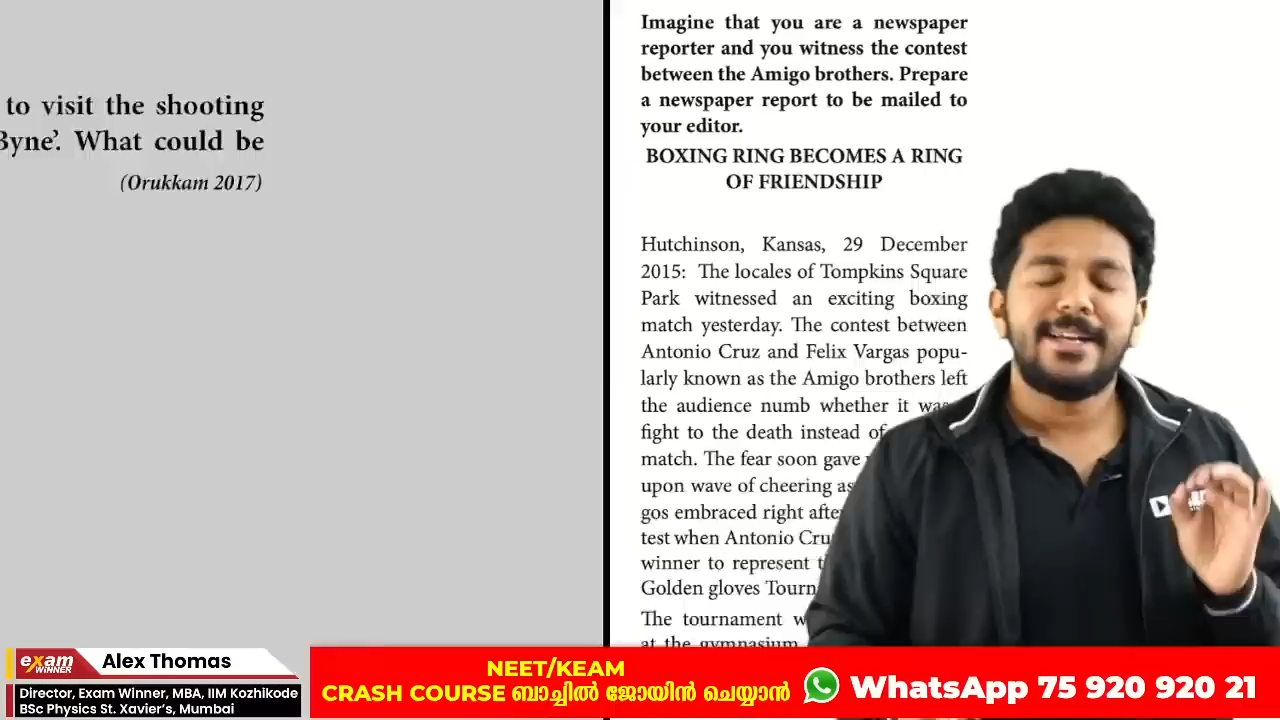 to visit the shooting
Byne'. What could be
(Orukkam 2017)
Imagine that you are a newspaper
reporter and you witness the contest
between the Amigo brothers. Prepare
a newspaper report to be mailed to
your editor.
BOXING RING BECOMES A RING
OF FRIENDSHIP
Hutchinson, Kansas, 29 December
2015: The locales of Tompkins Square
Park witnessed an exciting boxing
match yesterday. The contest between
Antonio Cruz and Felix Vargas popu-
larly known as the Amigo brothers left
the audience numb whether it was
fight to the death instead of
match. The fear soon gave
upon wave of cheering as
gos embraced right after
test when Antonio Cru
winner to represent
Golden gloves Tourn
The tournament
at the gymnasium
exam
WINNER
Alex Thomas
Director, Exam Winner, MBA, IIM Kozhikode
BSc Physics St. Xavier's, Mumbai
NEET/KEAM
CRASH COURSE ബാച്ചിൽ ജോയിൻ ചെയ്യാൻ
WhatsApp 75 920 920 21